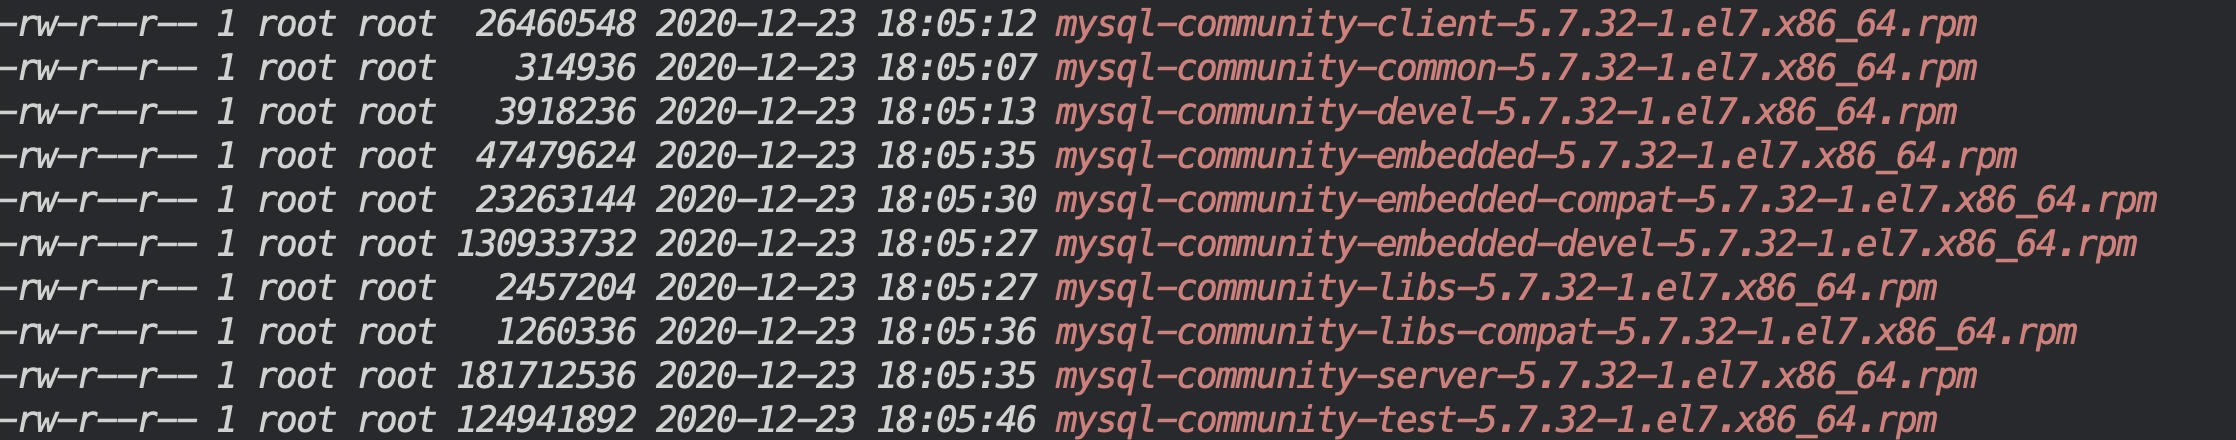 -rw-r--r-- 1 root root  26460548 2020-12-23 18:05:12 mysql-community-client-5.7.32-1.el7.x86_64.rpm
-rw-r--r-- 1 root root    314936 2020-12-23 18:05:07 mysql-community-common-5.7.32-1.el7.x86_64.rpm
-rw-r--r-- 1 root root   3918236 2020-12-23 18:05:13 mysql-community-devel-5.7.32-1.el7.x86_64.rpm
-rw-r--r-- 1 root root  47479624 2020-12-23 18:05:35 mysql-community-embedded-5.7.32-1.el7.x86_64.rpm
-rw-r--r-- 1 root root  23263144 2020-12-23 18:05:30 mysql-community-embedded-compat-5.7.32-1.el7.x86_64.rpm
-rw-r--r-- 1 root root 130933732 2020-12-23 18:05:27 mysql-community-embedded-devel-5.7.32-1.el7.x86_64.rpm
-rw-r--r-- 1 root root   2457204 2020-12-23 18:05:27 mysql-community-libs-5.7.32-1.el7.x86_64.rpm
-rw-r--r-- 1 root root   1260336 2020-12-23 18:05:36 mysql-community-libs-compat-5.7.32-1.el7.x86_64.rpm
-rw-r--r-- 1 root root 181712536 2020-12-23 18:05:35 mysql-community-server-5.7.32-1.el7.x86_64.rpm
-rw-r--r-- 1 root root 124941892 2020-12-23 18:05:46 mysql-community-test-5.7.32-1.el7.x86_64.rpm